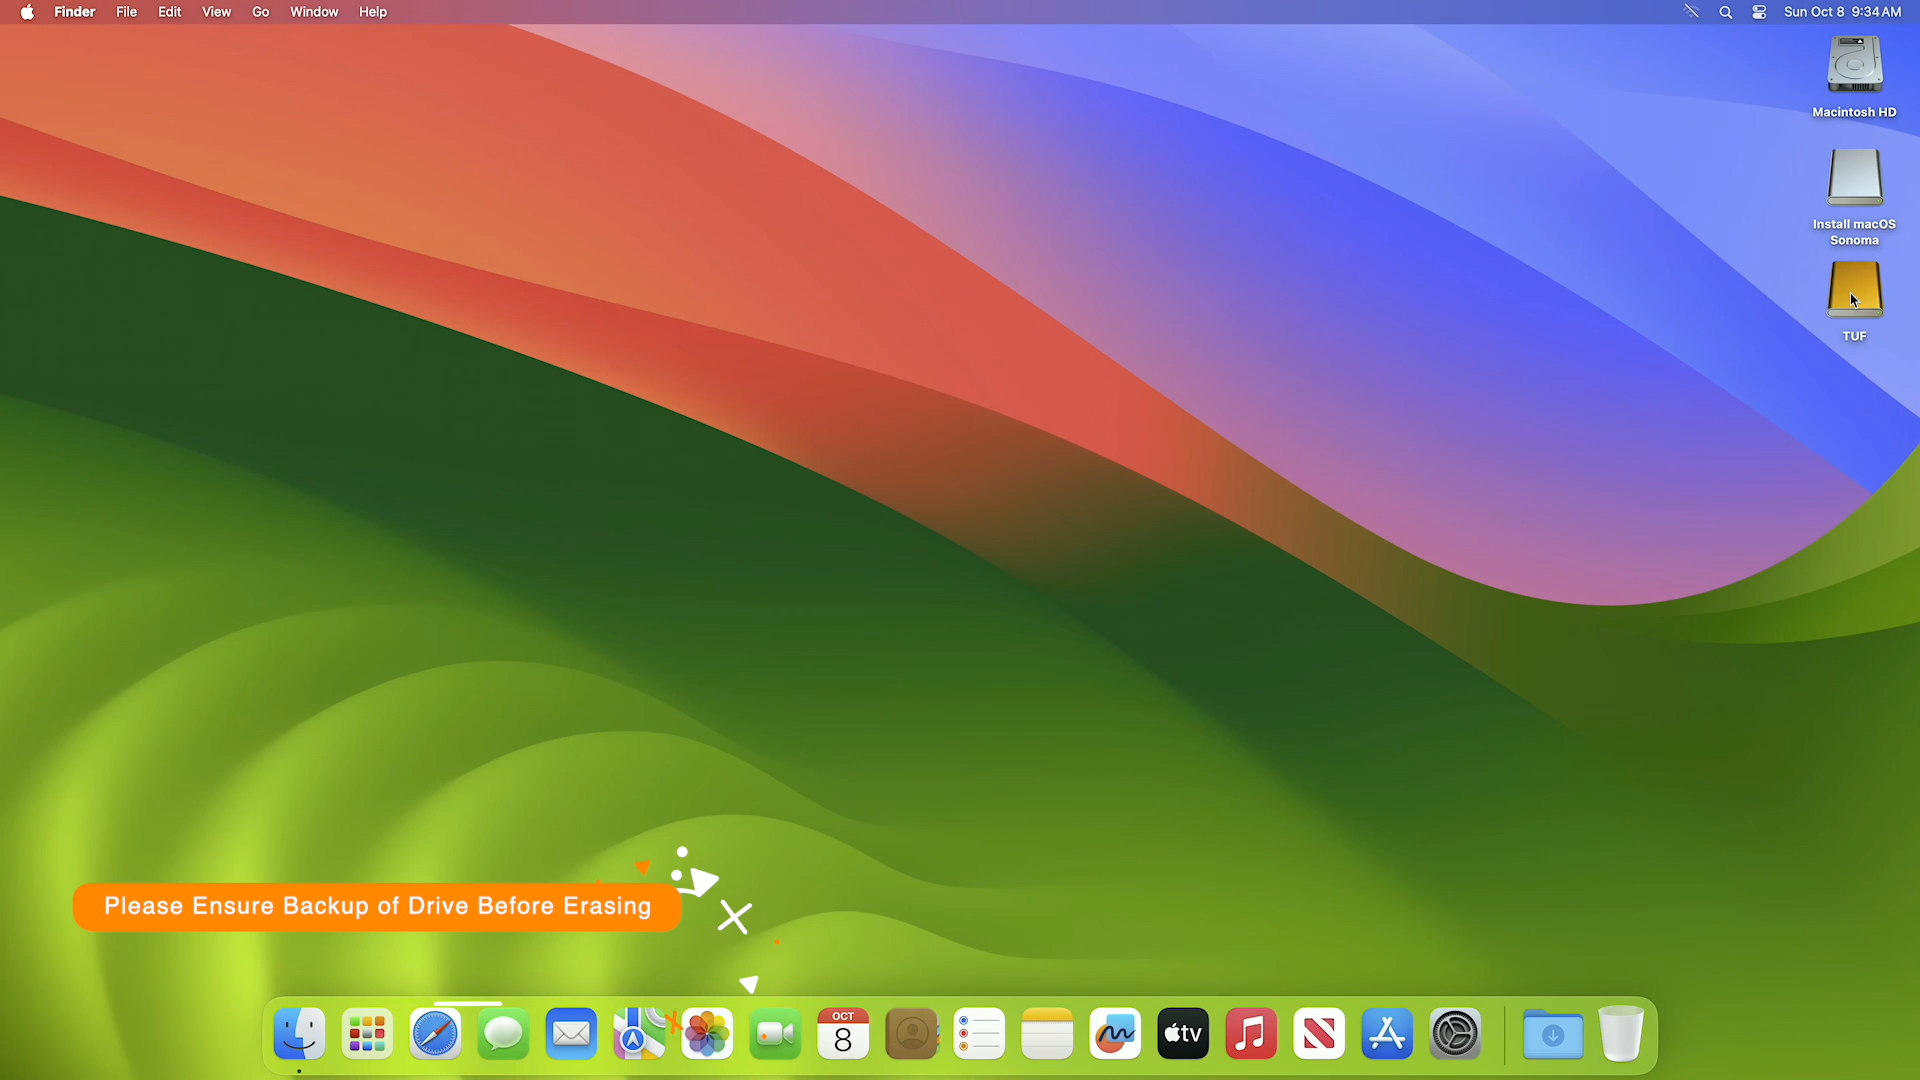 Finder File Edit View Go Window Help Sun Oct 8 9:34 AM
Macintosh HD
Install macOS
Sonoma
TUF
Please Ensure Backup of Drive Before Erasing
OCT
8
tv